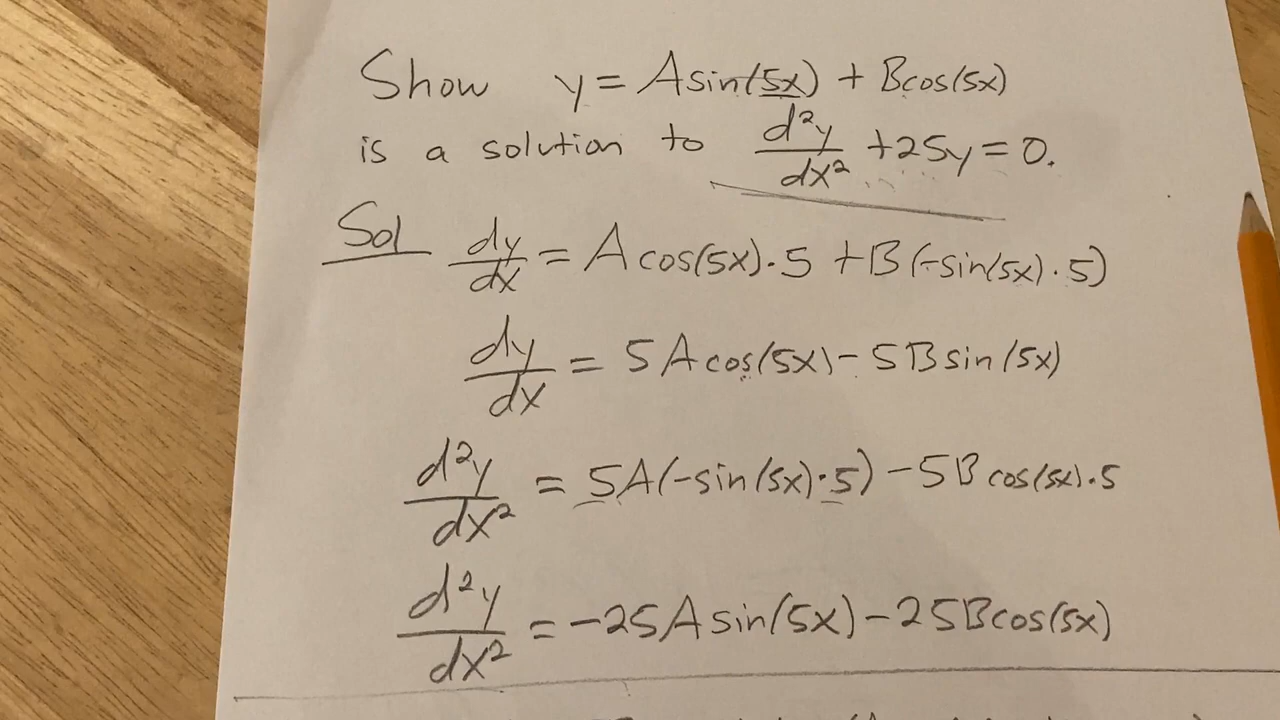 Show y = Asin(5x) + Bcos(5x)
is a solution to d²y/dx² + 25y = 0.
Sol dy/dx = A cos(5x)·5 + B(-sin(5x)·5)
dy/dx = 5A cos(5x) - 5B sin(5x)
d²y/dx² = 5A(-sin(5x)·5) - 5B cos(5x)·5
d²y/dx² = -25A sin(5x) - 25B cos(5x)